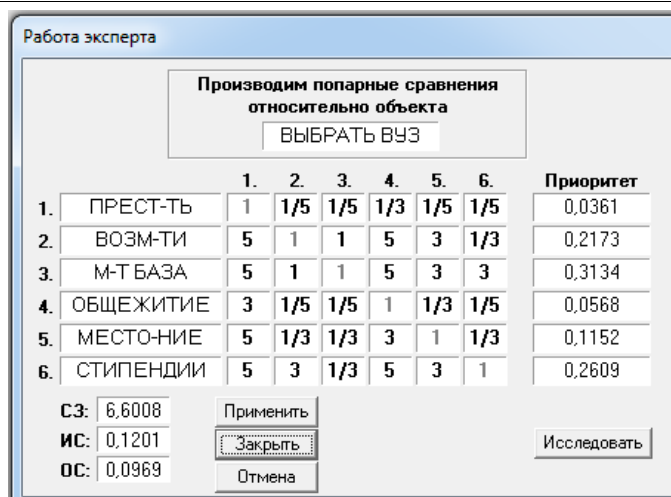 Работа эксперта
Производим попарные сравнения
относительно объекта
ВЫБРАТЬ ВУЗ
1. 2. 3. 4. 5. 6. Приоритет
1. ПРЕСТ-ТЬ 1 1/5 1/5 1/3 1/5 1/5 0,0361
2. ВОЗМ-ТИ 5 1 1 5 3 1/3 0,2173
3. М-Т БАЗА 5 1 1 5 3 3 0,3134
4. ОБЩЕЖИТИЕ 3 1/5 1/5 1 1/3 1/5 0,0568
5. МЕСТО-НИЕ 5 1/3 1/3 3 1 1/3 0,1152
6. СТИПЕНДИИ 5 3 1/3 5 3 1 0,2609
СЗ: 6,6008 Применить
ИС: 0,1201 Закрыть Исследовать
ОС: 0,0969 Отмена